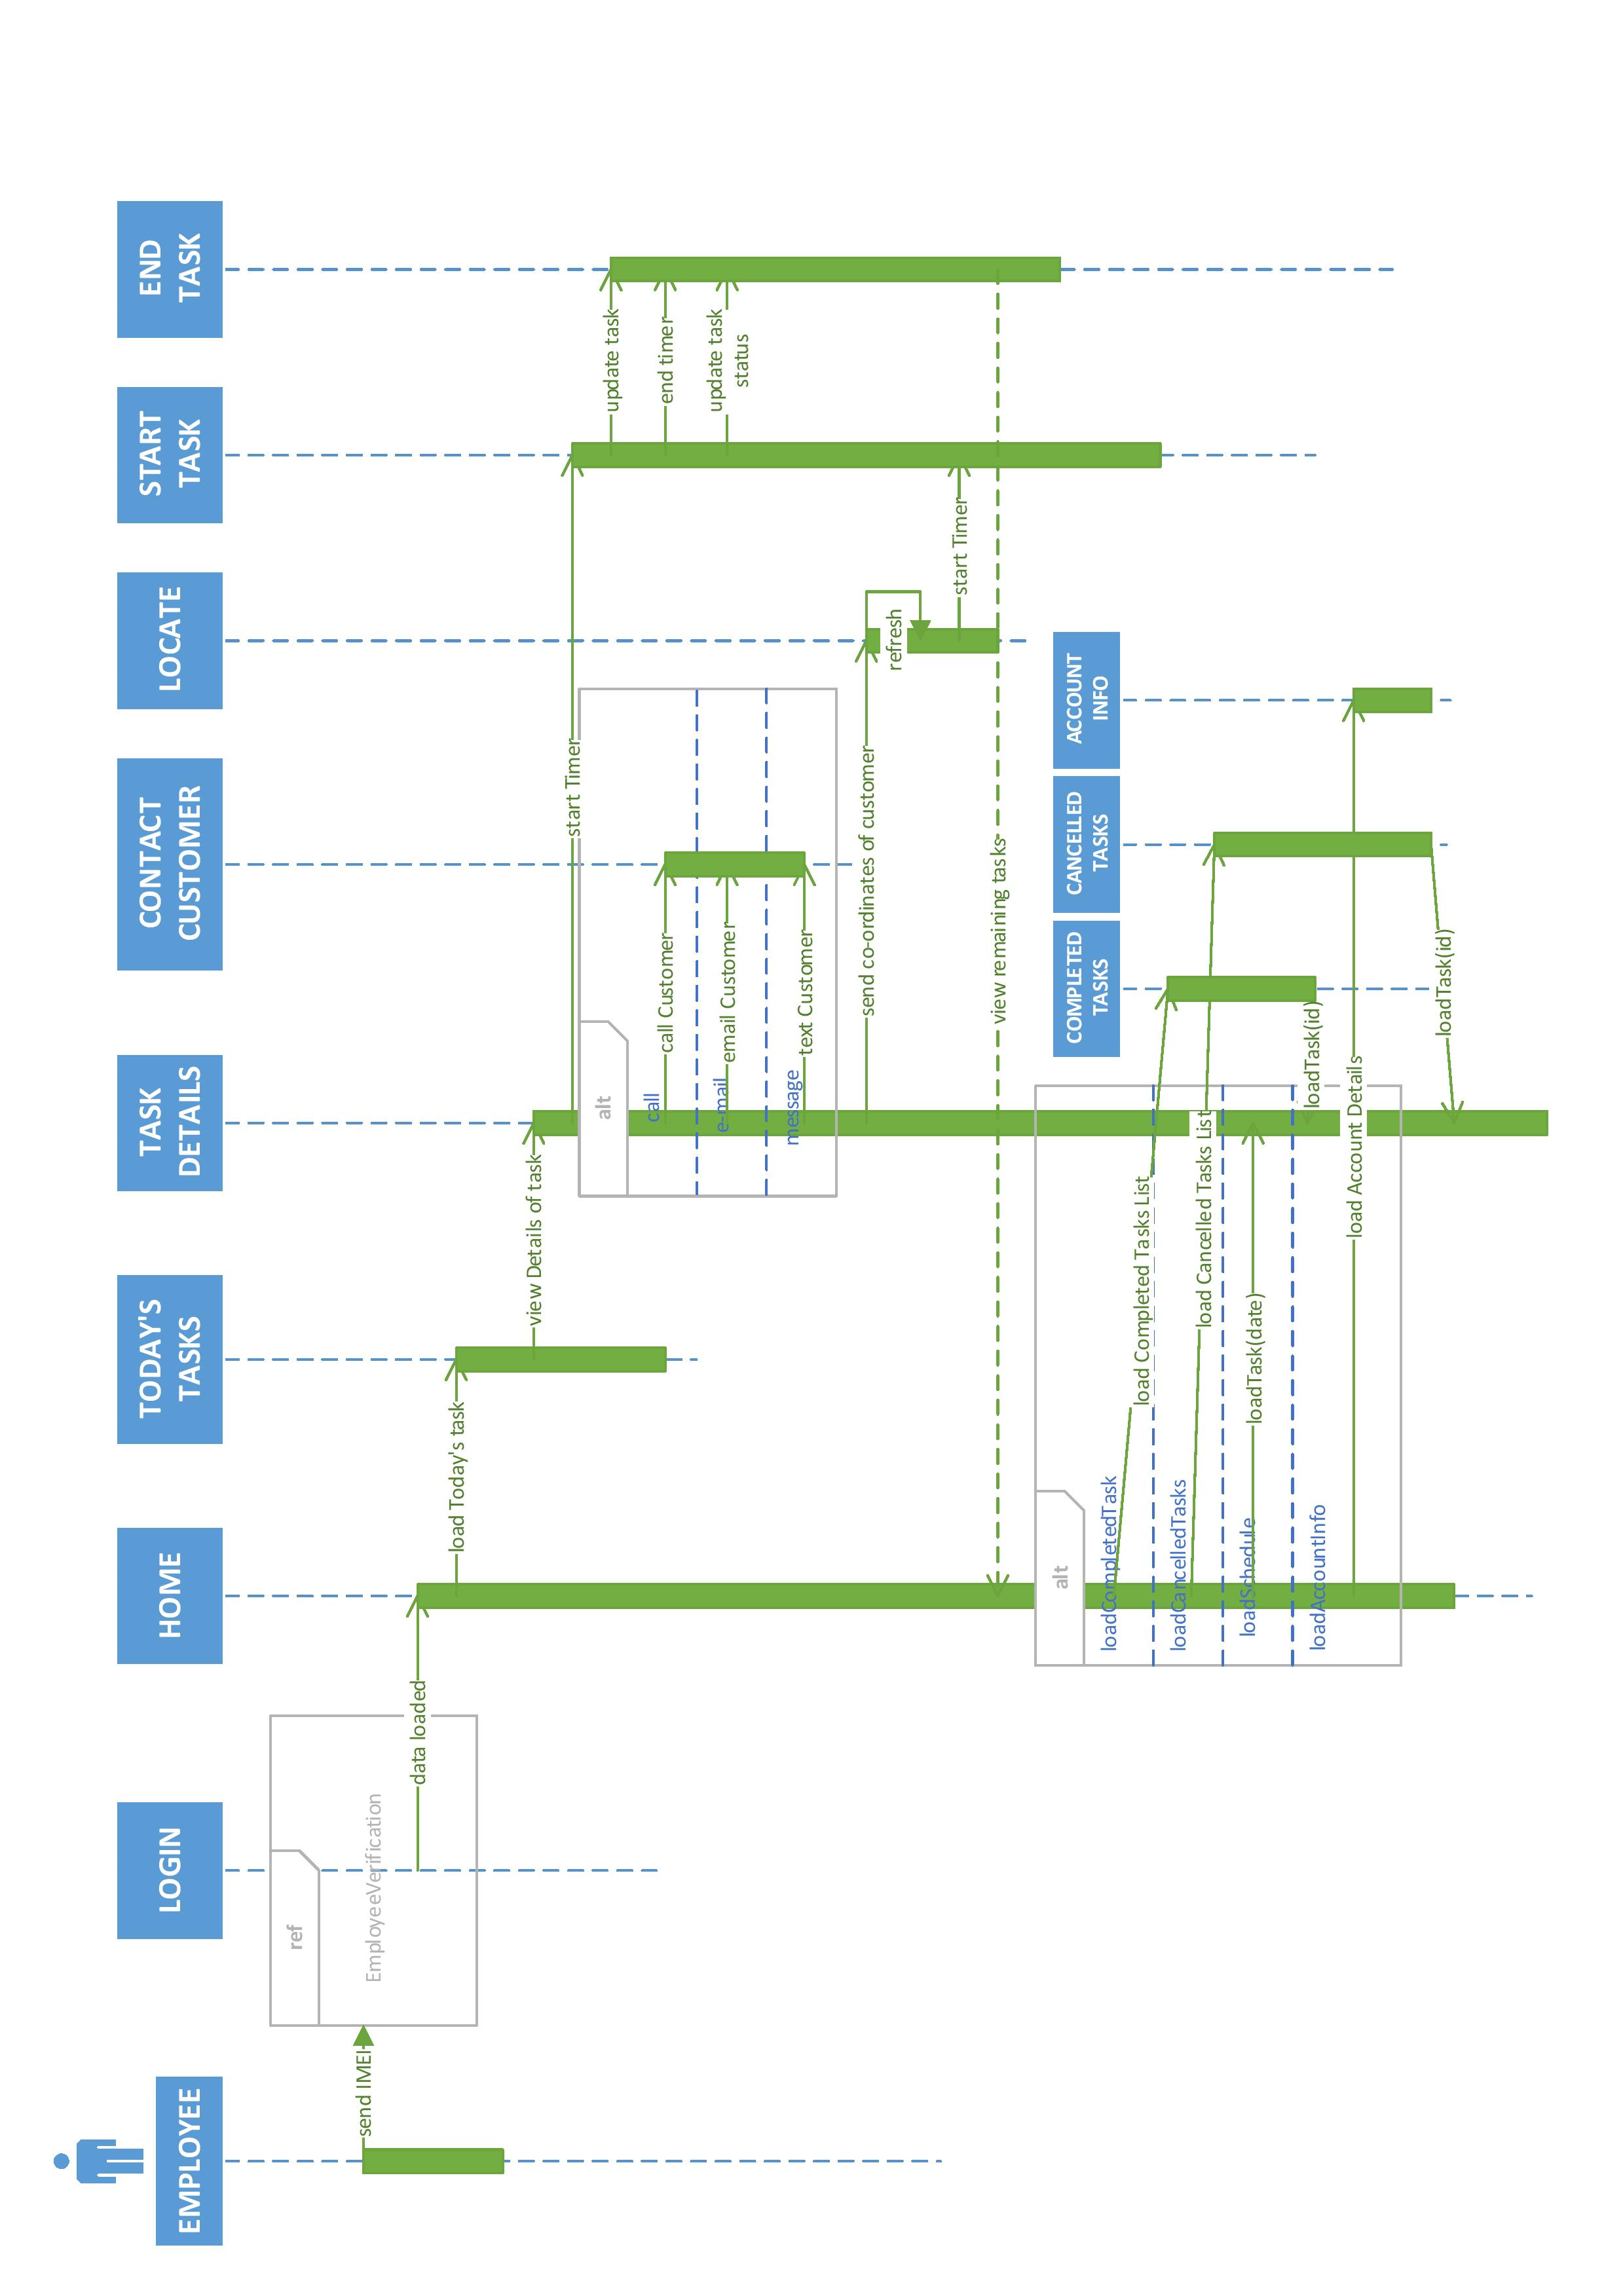 EMPLOYEE
LOGIN
HOME
TODAY'S
TASKS
TASK
DETAILS
CONTACT
CUSTOMER
LOCATE
START
TASK
END
TASK
ref
EmployeeVerification
send IMEI
data loaded
load Today's task
view Details of task
start Timer
update task
end timer
update task
status
alt
call
call Customer
e-mail
email Customer
message
text Customer
send co-ordinates of customer
refresh
start Timer
view remaining tasks
COMPLETED
TASKS
CANCELLED
TASKS
ACCOUNT
INFO
alt
loadCompletedTask
load Completed Tasks List
loadCancelledTasks
load Cancelled Tasks List
loadSchedule
loadTask(date)
loadTask(id)
loadAccountInfo
load Account Details
loadTask(id)